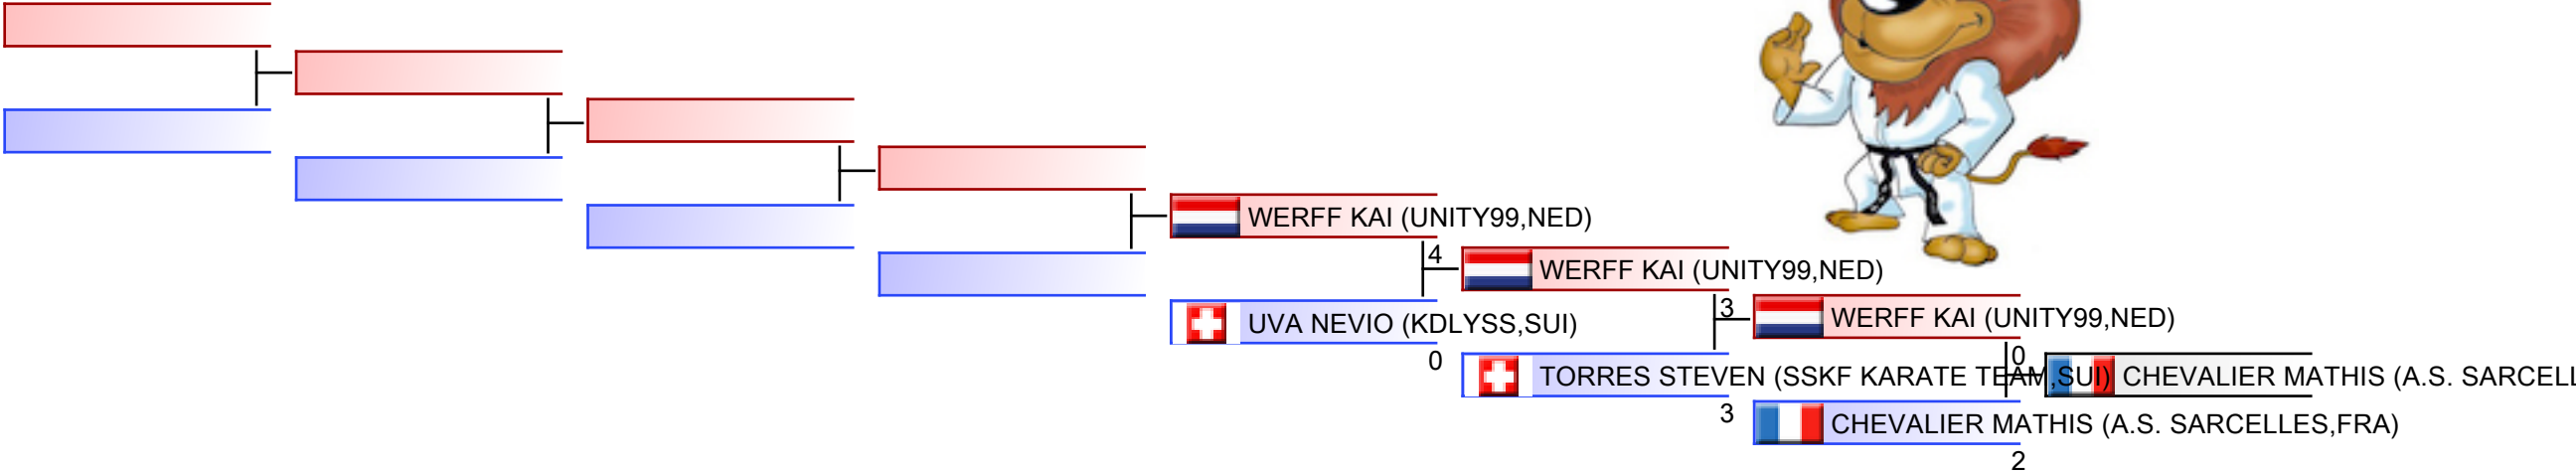 WERFF KAI (UNITY99,NED)
4
WERFF KAI (UNITY99,NED)
UVA NEVIO (KDLYSS,SUI)
0
3
WERFF KAI (UNITY99,NED)
TORRES STEVEN (SSKF KARATE TEAM,SUI)
3
0
CHEVALIER MATHIS (A.S. SARCELL
CHEVALIER MATHIS (A.S. SARCELLES,FRA)
2